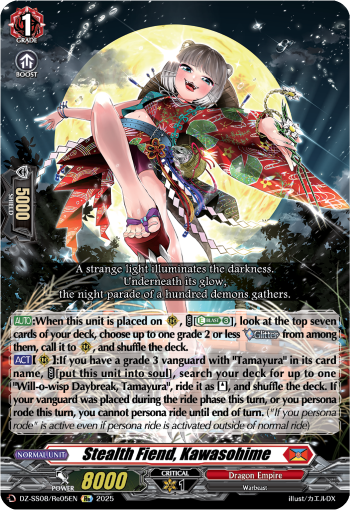 1
GRADE
BOOST
5000
SHIELD
A strange light illuminates the darkness.
Underneath its glow,
the night parade of a hundred demons gathers.
AUTO:When this unit is placed on , [BLAST ], look at the top seven
cards of your deck, choose up to one grade 2 or less Glitter from among
them, call it to , and shuffle the deck.
ACT【 】:If you have a grade 3 vanguard with "Tamayura" in its card
name, [put this unit into soul], search your deck for up to one
"Will-o-wisp Daybreak, Tamayura", ride it as , and shuffle the deck. If
your vanguard was placed during the ride phase this turn, or you persona
rode this turn, you cannot persona ride until end of turn. ("If you persona
rode" is active even if persona ride is activated outside of normal ride)
NORMAL UNIT Stealth Fiend, Kawasohime
POWER 8000 CRITICAL 1 Dragon Empire
Warbeast
DZ-SS08/Re05EN Re 2025 illust/カエルDX